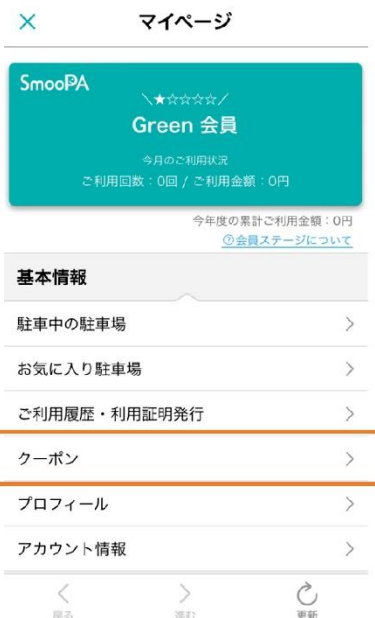 マイページ
SmooPA
＼★☆☆☆☆／
Green 会員
今月のご利用状況
ご利用回数：0回 / ご利用金額：0円
今年度の累計ご利用金額：0円
?会員ステージについて
基本情報
駐車中の駐車場
お気に入り駐車場
ご利用履歴・利用証明発行
クーポン
プロフィール
アカウント情報
戻る 進む 更新